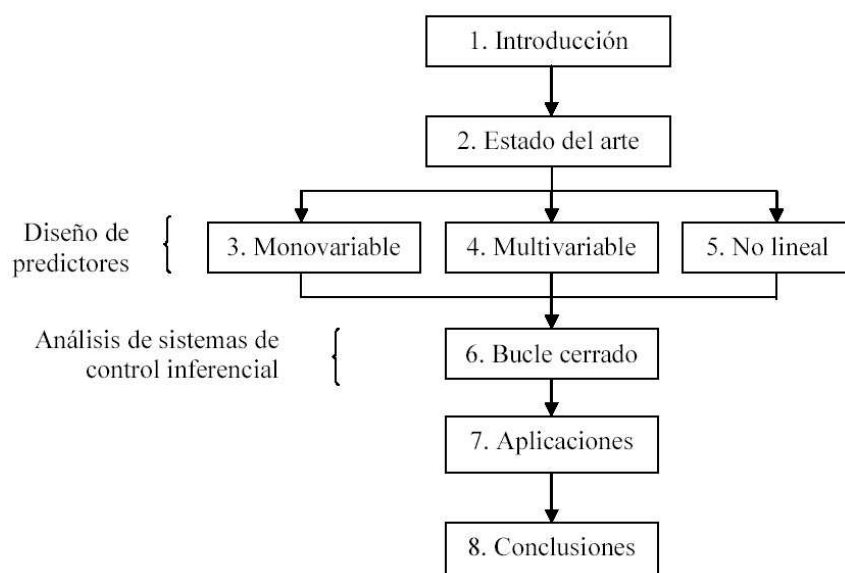 1. Introducción
2. Estado del arte
Diseño de
predictores
3. Monovariable
4. Multivariable
5. No lineal
Análisis de sistemas de
control inferencial
6. Bucle cerrado
7. Aplicaciones
8. Conclusiones